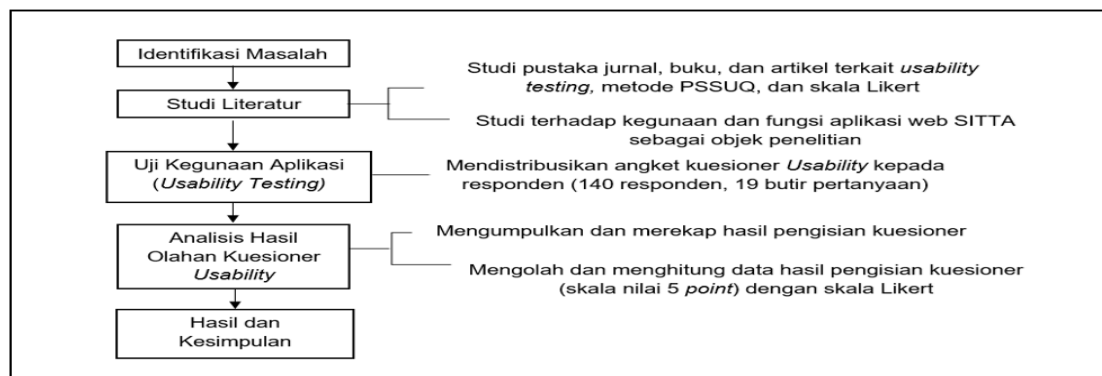 Identifikasi Masalah
Studi Literatur
Studi pustaka jurnal, buku, dan artikel terkait usability
testing, metode PSSUQ, dan skala Likert
Studi terhadap kegunaan dan fungsi aplikasi web SITTA
sebagai objek penelitian
Uji Kegunaan Aplikasi
(Usability Testing)
Mendistribusikan angket kuesioner Usability kepada
responden (140 responden, 19 butir pertanyaan)
Analisis Hasil
Olahan Kuesioner
Usability
Mengumpulkan dan merekap hasil pengisian kuesioner
Mengolah dan menghitung data hasil pengisian kuesioner
(skala nilai 5 point) dengan skala Likert
Hasil dan
Kesimpulan